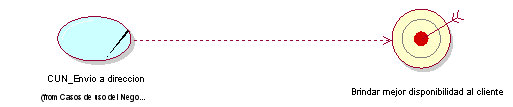 CUN_Envio a direccion
(from Casos de uso del Nego...
Brindar mejor disponibilidad al cliente